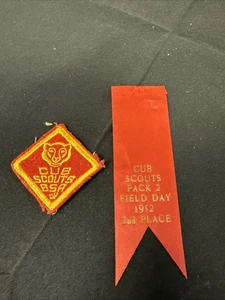 CUB
SCOUTS
BSA
CUB
SCOUTS
PACK 2
FIELD DAY
1952
2nd PLACE